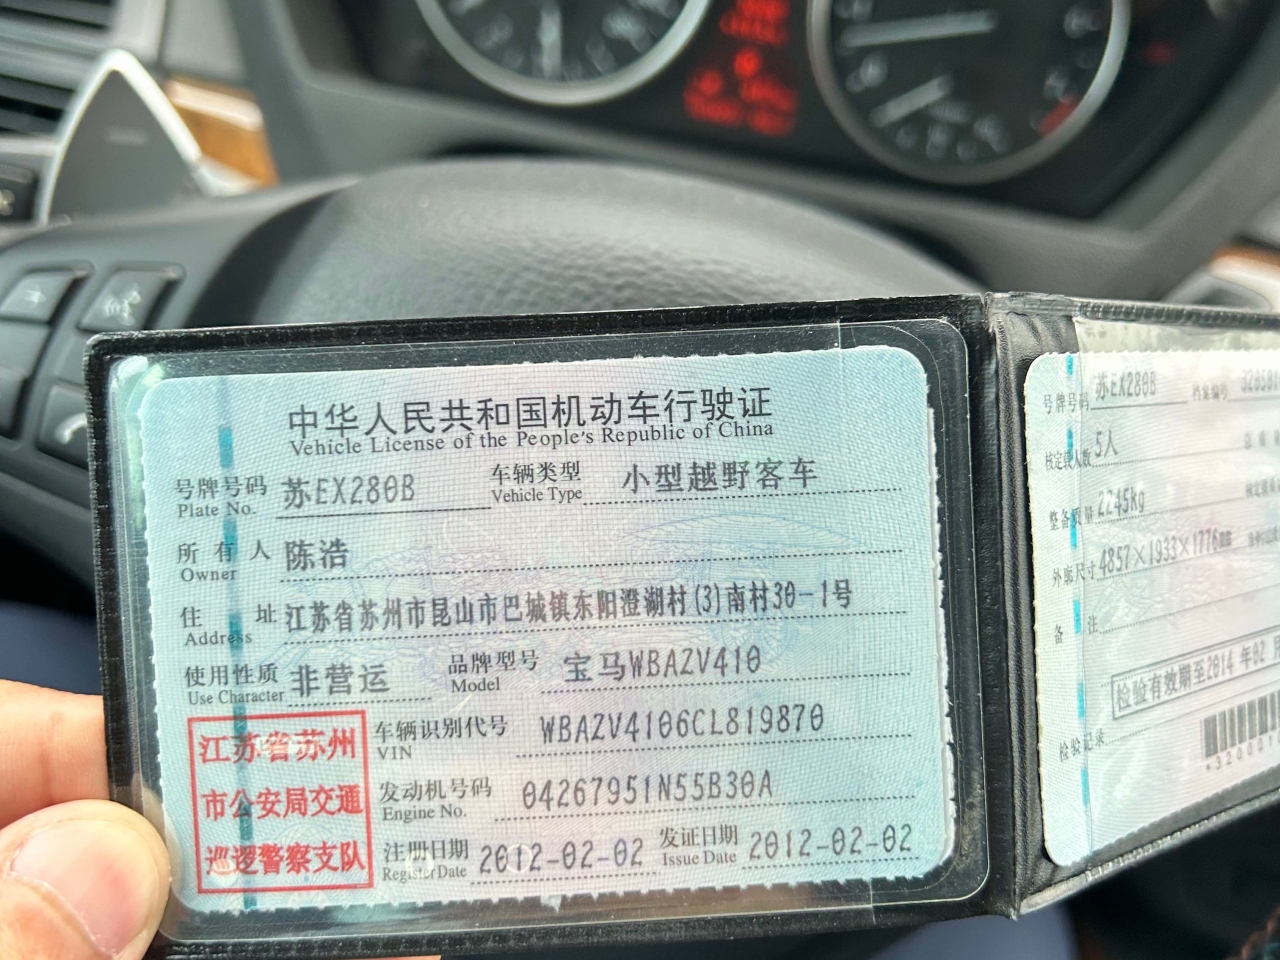 中华人民共和国机动车行驶证
Vehicle License of the People's Republic of China
号牌号码 苏EX280B 车辆类型 小型越野客车
Plate No. Vehicle Type
所有人 陈浩
Owner
住址 江苏省苏州市昆山市巴城镇东阳澄湖村(3)南村30-1号
Address
使用性质 非营运 品牌型号 宝马WBAZV410
Use Character Model
车辆识别代号 WBAZV4106CL819870
VIN
发动机号码 04267951N55B30A
Engine No.
注册日期 2012-02-02 发证日期 2012-02-02
Register Date Issue Date
江苏省苏州
市公安局交通
巡逻警察支队
号牌号码 苏EX280B 档案编号
核定载人数 5人
整备质量 2245kg
外廓尺寸 4857×1933×1776mm
备注
检验有效期至2014 年02 月
检验记录